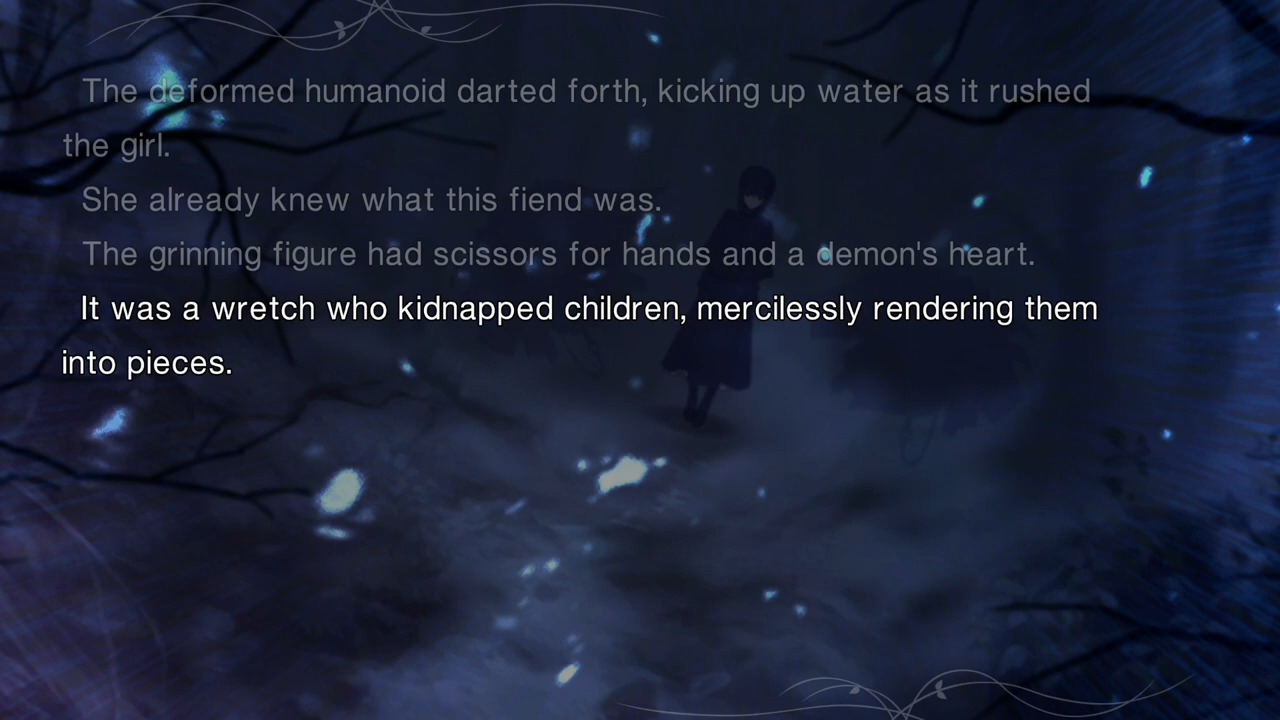 The deformed humanoid darted forth, kicking up water as it rushed
the girl.
She already knew what this fiend was.
The grinning figure had scissors for hands and a demon's heart.
It was a wretch who kidnapped children, mercilessly rendering them
into pieces.